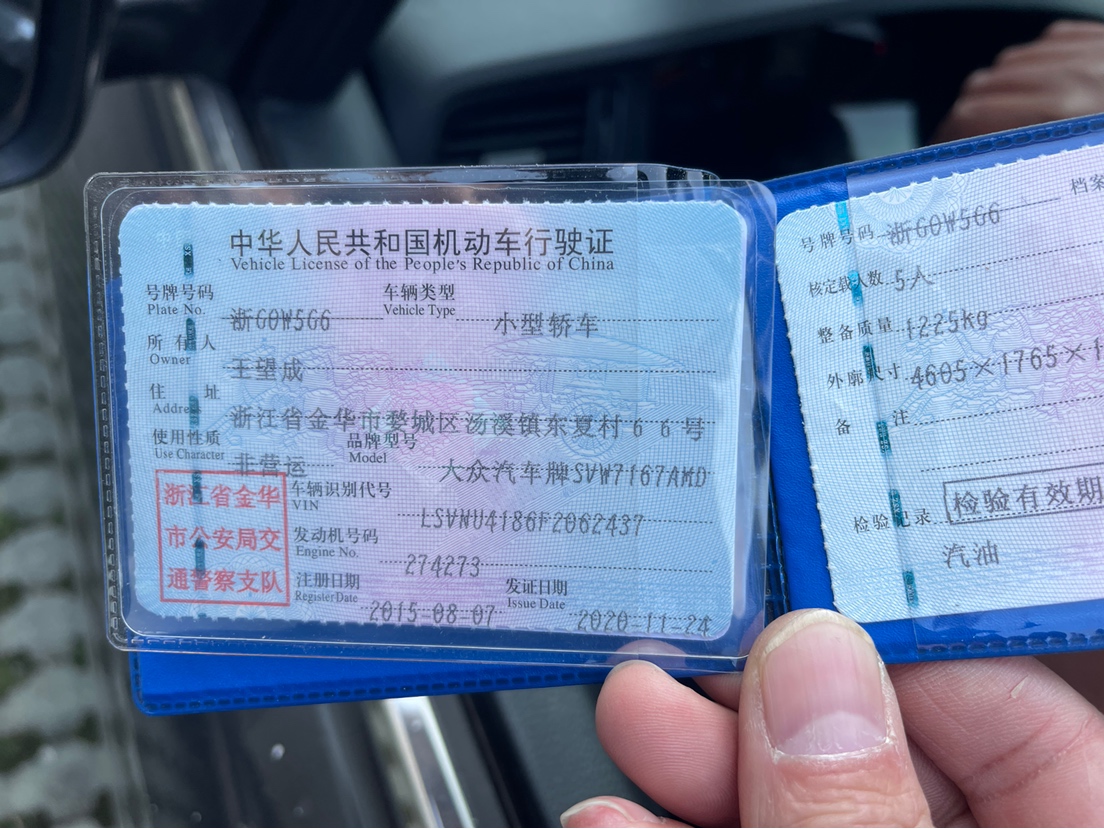 中华人民共和国机动车行驶证
Vehicle License of the People's Republic of China
号牌号码 浙G0W5G6 车辆类型 小型轿车
Plate No. Vehicle Type
所有人 王望成
Owner
住址 浙江省金华市婺城区汤溪镇东夏村66号
Address
使用性质 非营运 品牌型号 大众汽车牌SVW7167AMD
Use Character Model
浙江省金华
市公安局交
通警察支队
车辆识别代号 LSVNU4186F2062437
VIN
发动机号码 274273
Engine No.
注册日期 2015-08-07 发证日期 2020-11-24
Register Date Issue Date
档案
号牌号码 浙G0W5G6
核定载人数 5人
整备质量 1225kg
外廓尺寸 4605×1765×1
备注
检验记录 检验有效期
汽油